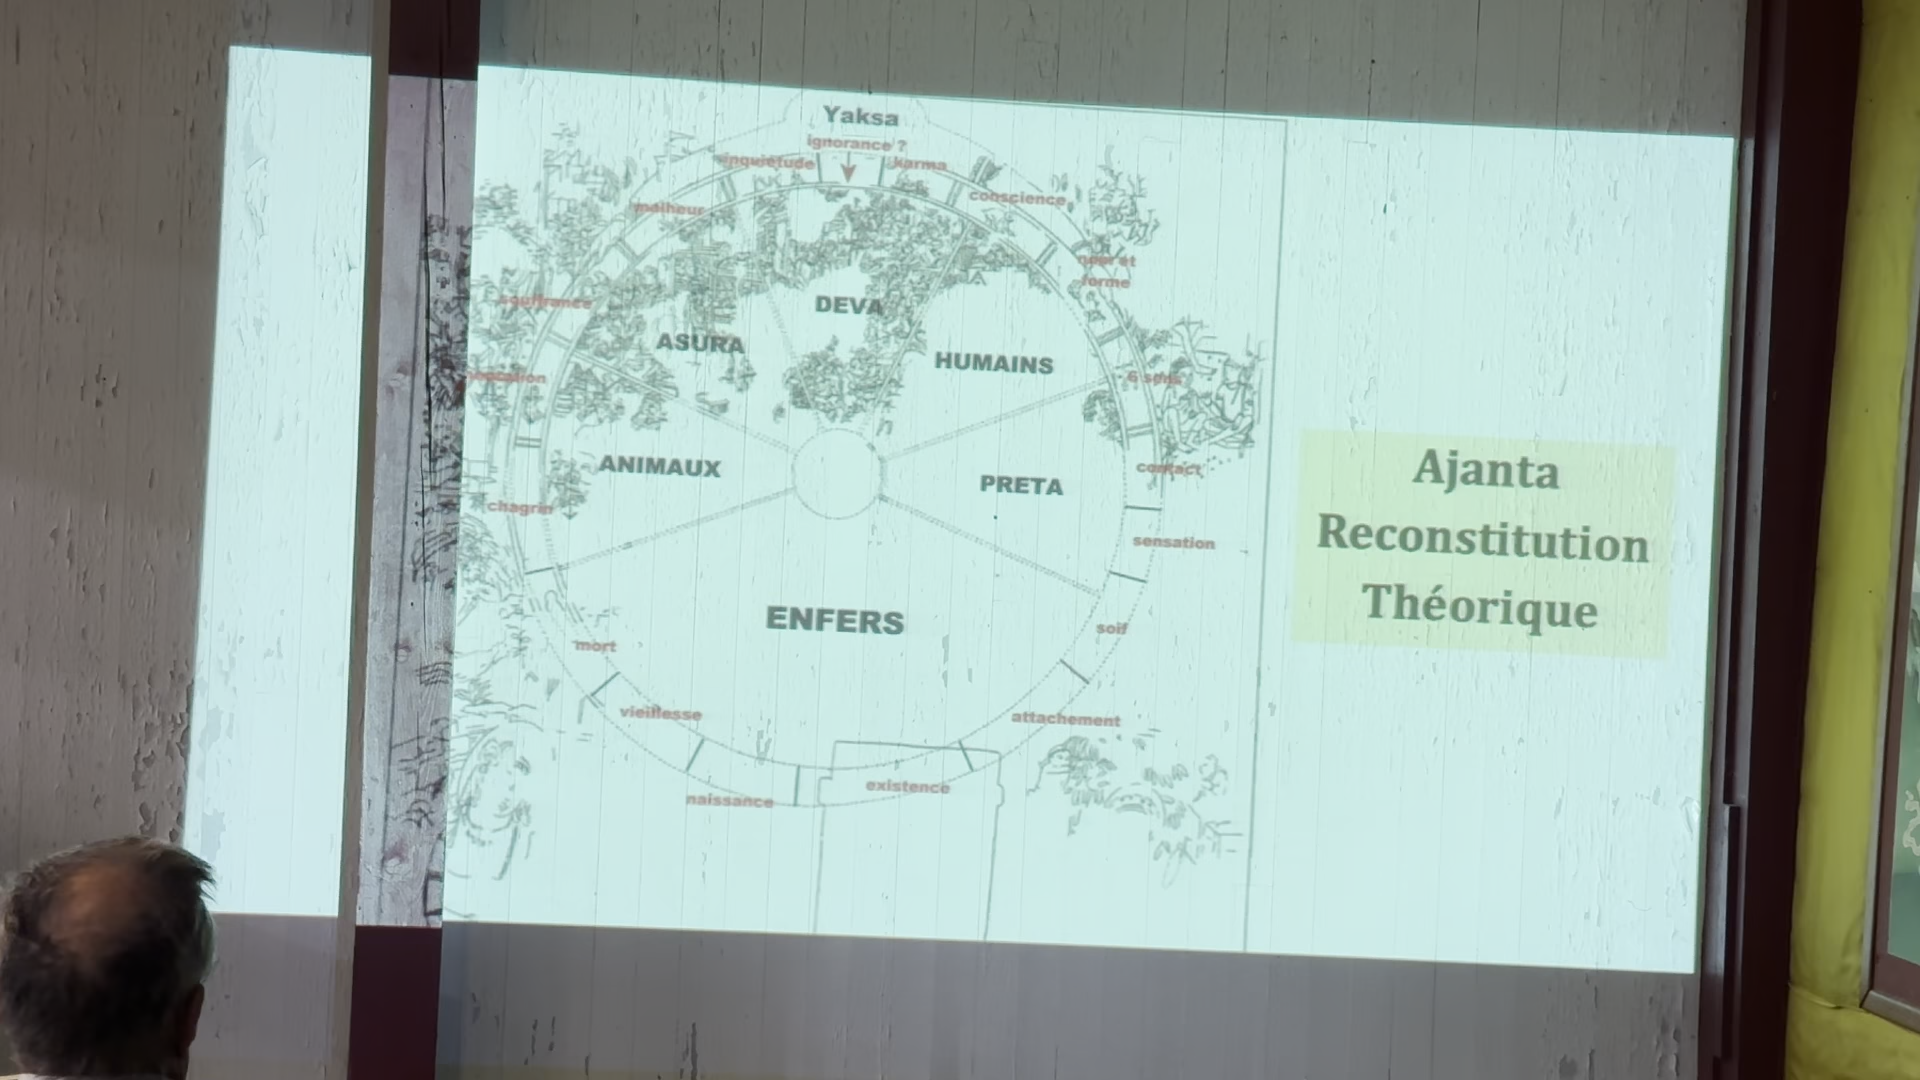 Yaksa
ignorance ?
inquiétude
karma
malheur
conscience
nom et
forme
souffrance
DEVA
ASURA
HUMAINS
6 sens
ANIMAUX
PRETA
contact
chagrin
sensation
ENFERS
soif
mort
vieillesse
attachement
existence
naissance
Ajanta
Reconstitution
Théorique